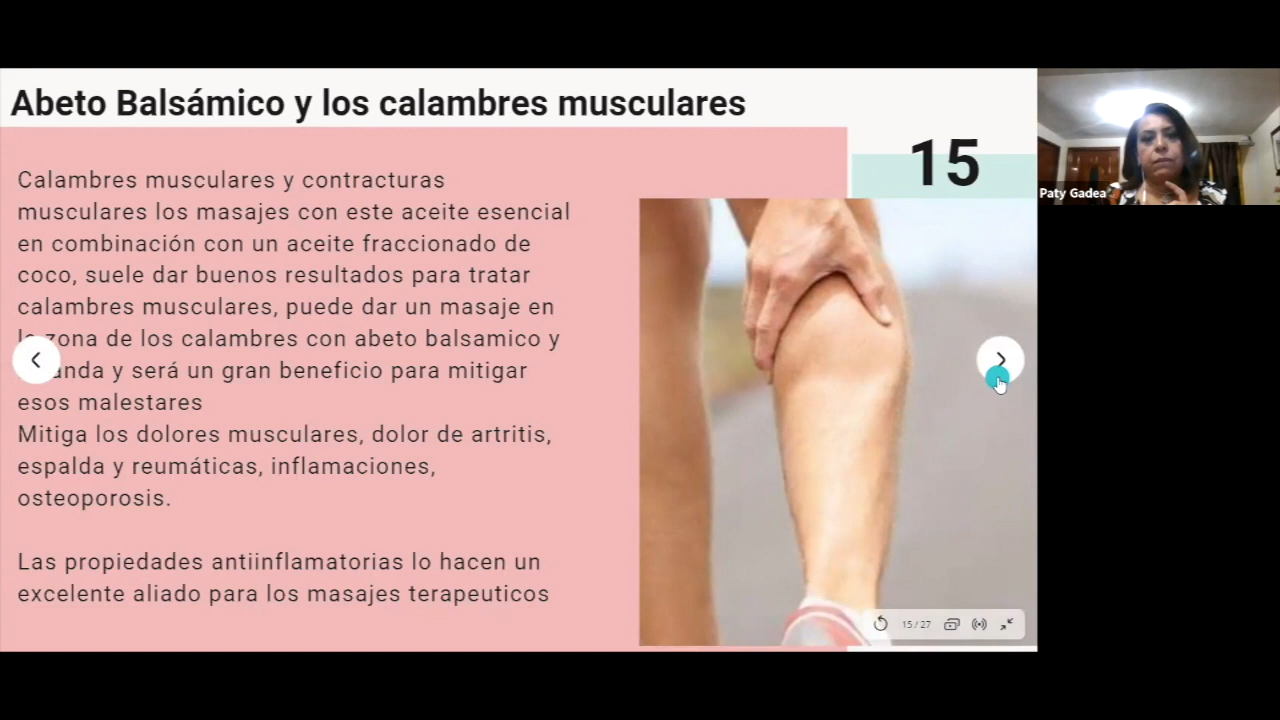 Abeto Balsámico y los calambres musculares
15
Calambres musculares y contracturas
musculares los masajes con este aceite esencial
en combinación con un aceite fraccionado de
coco, suele dar buenos resultados para tratar
calambres musculares, puede dar un masaje en
zona de los calambres con abeto balsamico y
y será un gran beneficio para mitigar
esos malestares
Mitiga los dolores musculares, dolor de artritis,
espalda y reumáticas, inflamaciones,
osteoporosis.
Las propiedades antiinflamatorias lo hacen un
excelente aliado para los masajes terapeuticos
15 / 27
Paty Gadea